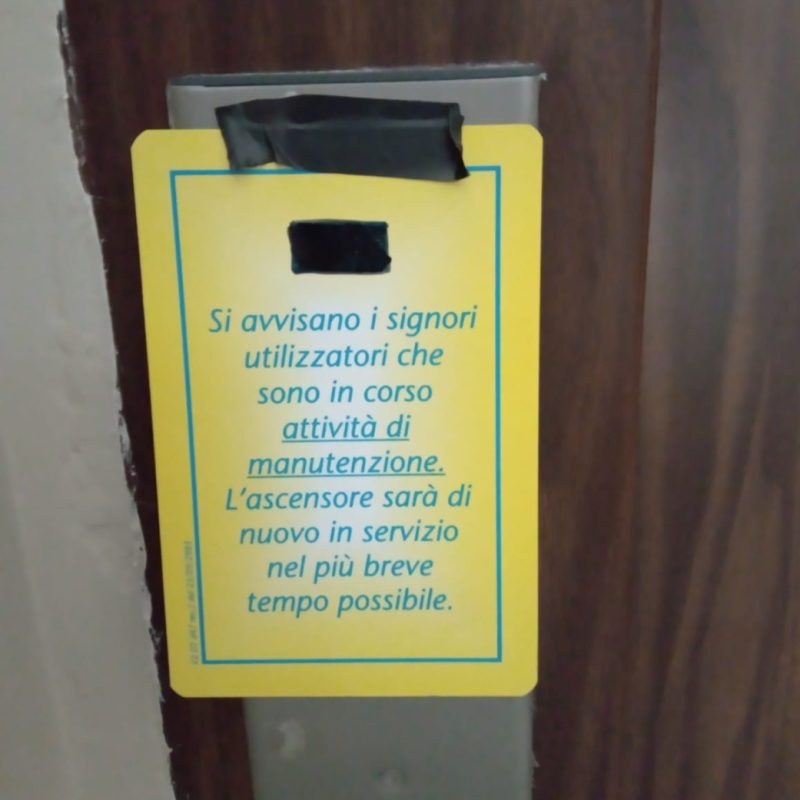 Si avvisano i signori
utilizzatori che
sono in corso
attività di
manutenzione.
L'ascensore sarà di
nuovo in servizio
nel più breve
tempo possibile.